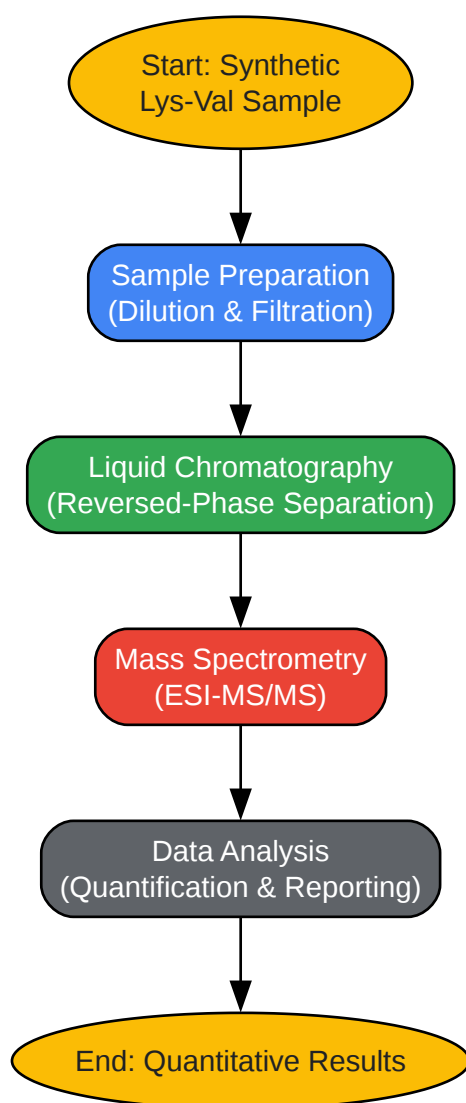 Start: Synthetic
Lys-Val Sample
Sample Preparation
(Dilution & Filtration)
Liquid Chromatography
(Reversed-Phase Separation)
Mass Spectrometry
(ESI-MS/MS)
Data Analysis
(Quantification & Reporting)
End: Quantitative Results